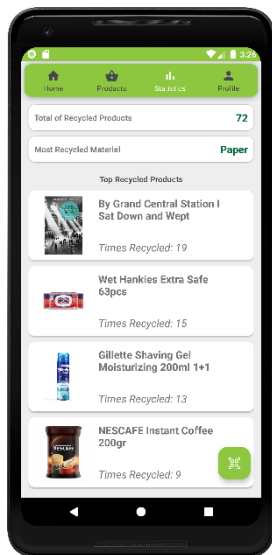 3:26
Home Products Statistics Profile
Total of Recycled Products 72
Most Recycled Material Paper
Top Recycled Products
By Grand Central Station I
Sat Down and Wept
Times Recycled: 19
Wet Hankies Extra Safe
63pcs
Times Recycled: 15
Gillette Shaving Gel
Moisturizing 200ml 1+1
Times Recycled: 13
NESCAFE Instant Coffee
200gr
NESCAFE
Times Recycled: 9